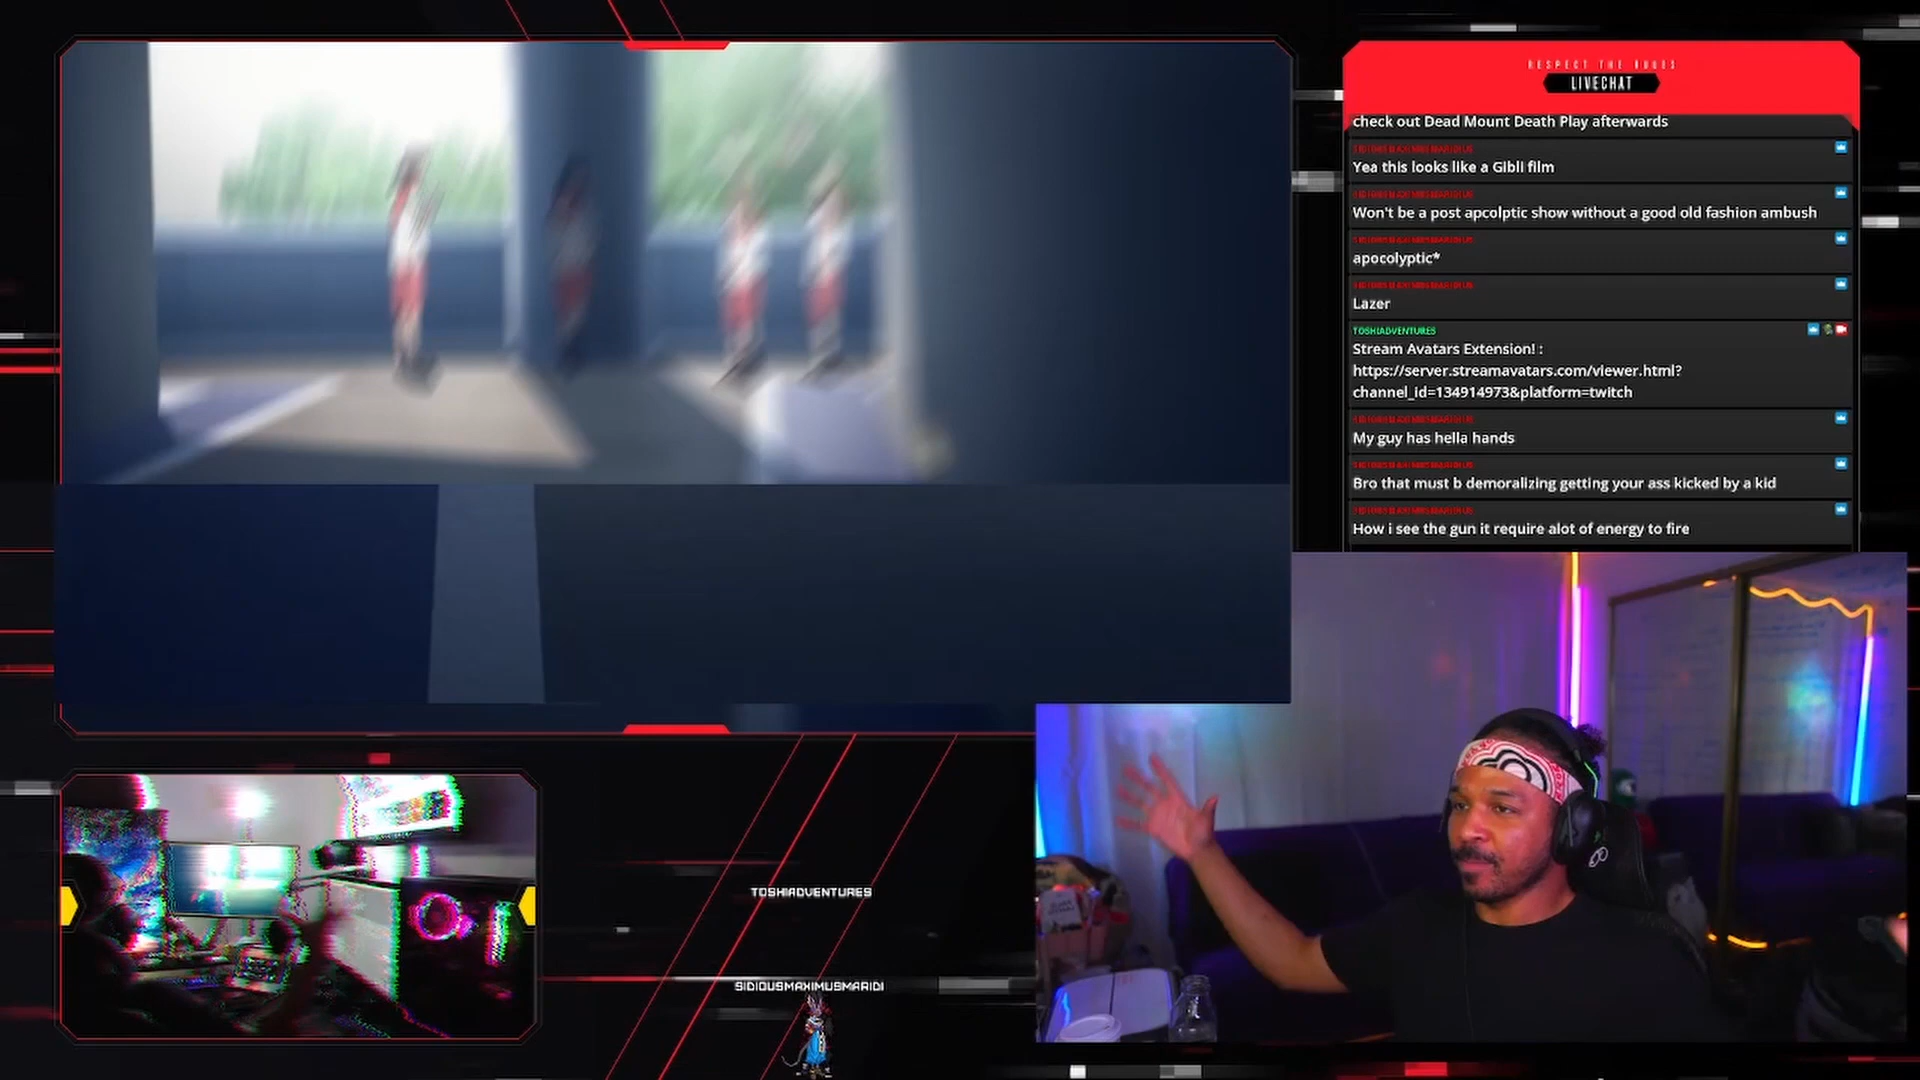 RESPECT THE
LIVECHAT
check out Dead Mount Death Play afterwards
Yea this looks like a Gibli film
Won't be a post apcolptic show without a good old fashion ambush
apocolyptic*
Lazer
TOSHIADVENTURES
Stream Avatars Extension! :
https://server.streamavatars.com/viewer.html?
channel_id=134914973&platform=twitch
My guy has hella hands
Bro that must b demoralizing getting your ass kicked by a kid
How i see the gun it require alot of energy to fire
TOSHIADVENTURES
SIDIOUSMAXIMUSMARIDI